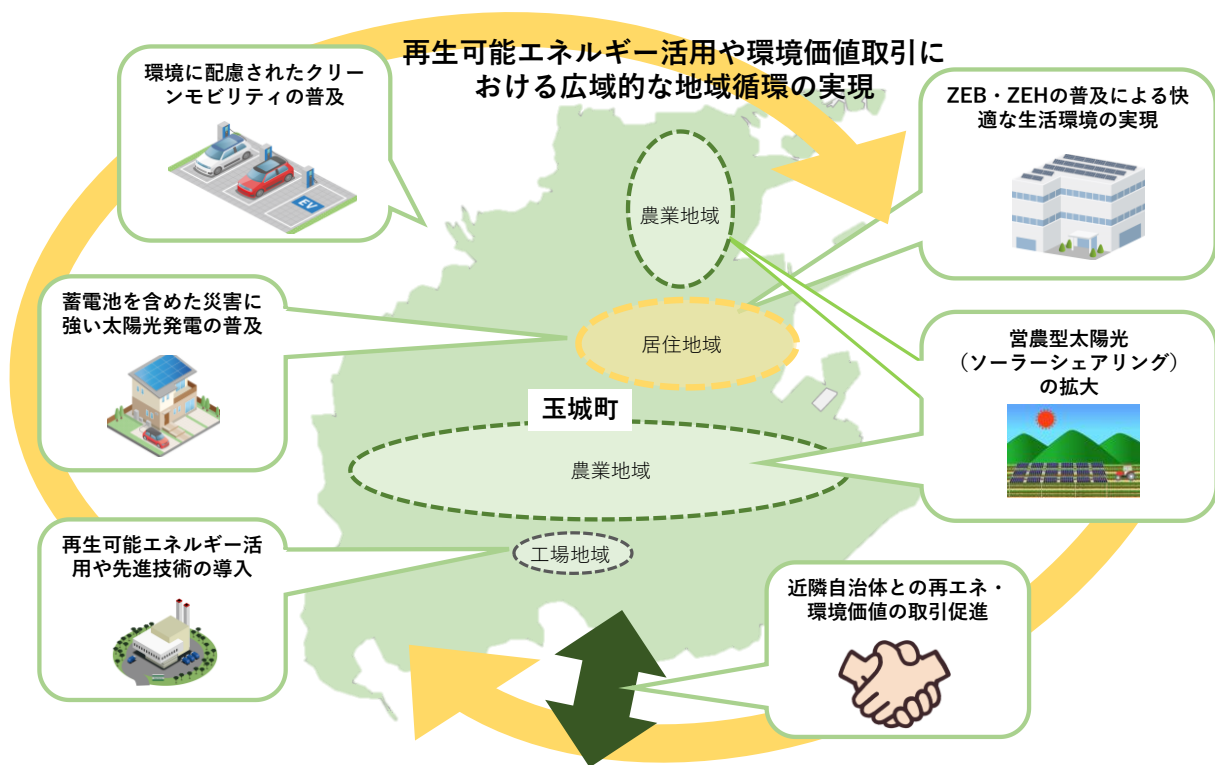 再生可能エネルギー活用や環境価値取引に
おける広域的な地域循環の実現
環境に配慮されたクリー
ンモビリティの普及
EV
ZEB・ZEHの普及による快
適な生活環境の実現
農業地域
蓄電池を含めた災害に
強い太陽光発電の普及
居住地域
営農型太陽光
（ソーラーシェアリング）
の拡大
玉城町
農業地域
再生可能エネルギー活
用や先進技術の導入
工場地域
近隣自治体との再エネ・
環境価値の取引促進